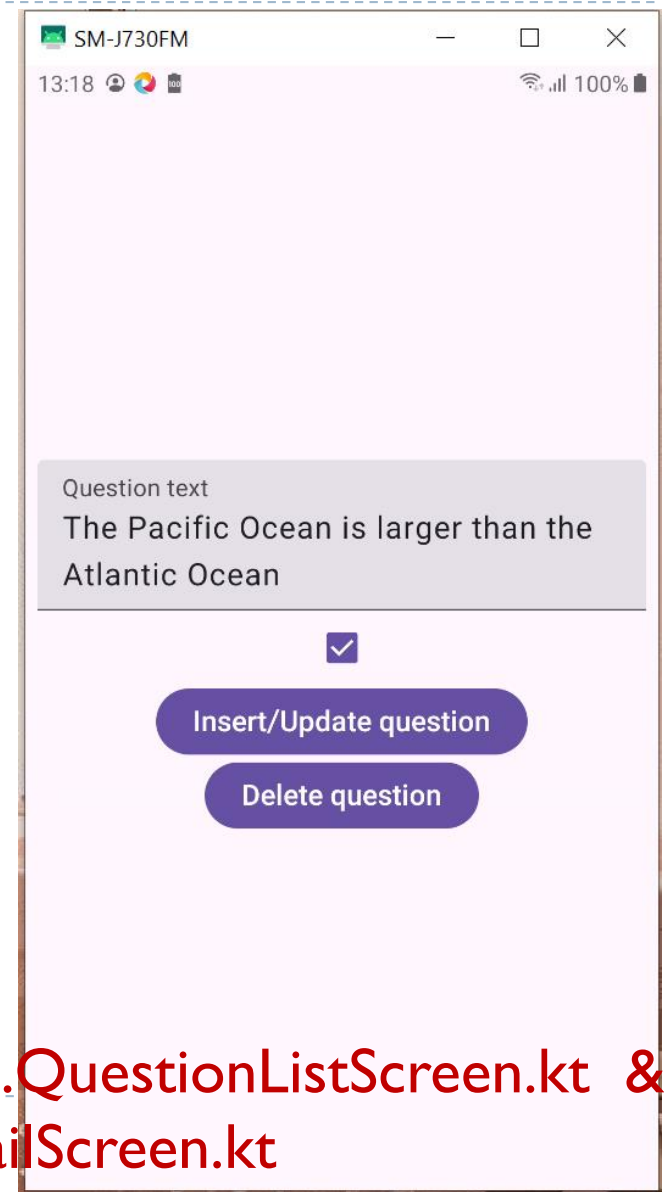 SM-J730FM
13:18 100%
Question text
The Pacific Ocean is larger than the
Atlantic Ocean
Insert/Update question
Delete question
.QuestionListScreen.kt &
ilScreen.kt